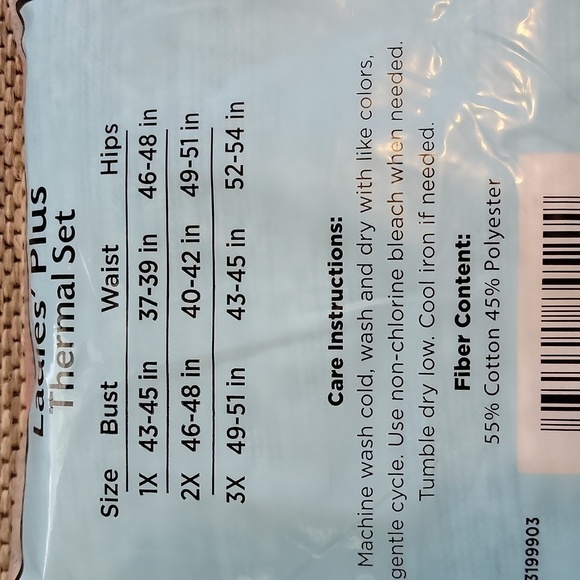 Ladies' Plus
Thermal Set
Size Bust Waist Hips
1X 43-45 in 37-39 in 46-48 in
2X 46-48 in 40-42 in 49-51 in
3X 49-51 in 43-45 in 52-54 in
Care Instructions:
Machine wash cold, wash and dry with like colors,
gentle cycle. Use non-chlorine bleach when needed.
Tumble dry low. Cool iron if needed.
Fiber Content:
55% Cotton 45% Polyester
3199903